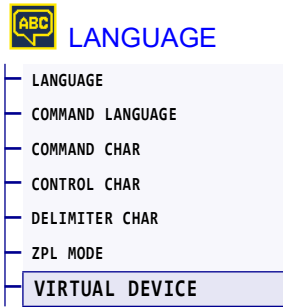 ABC
LANGUAGE
LANGUAGE
COMMAND LANGUAGE
COMMAND CHAR
CONTROL CHAR
DELIMITER CHAR
ZPL MODE
VIRTUAL DEVICE